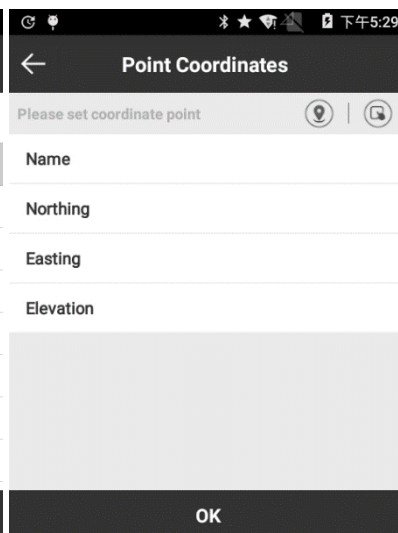 下午5:29
Point Coordinates
Please set coordinate point
Name
Northing
Easting
Elevation
OK